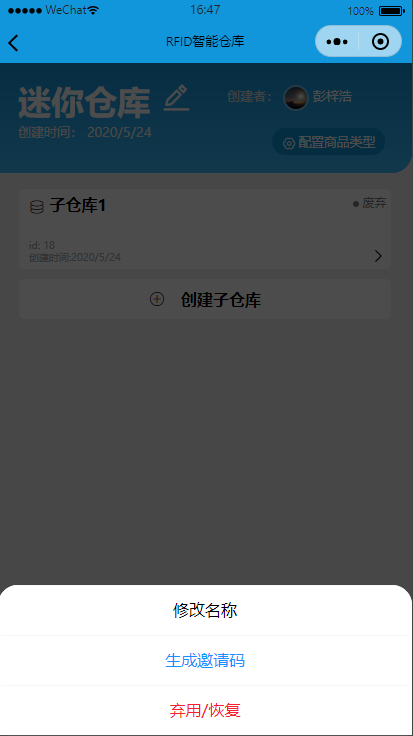 WeChat 16:47 100%
RFID智能仓库
迷你仓库 创建者： 彭梓浩
创建时间： 2020/5/24
配置商品类型
子仓库1 废弃
id: 18
创建时间:2020/5/24
创建子仓库
修改名称
生成邀请码
弃用/恢复